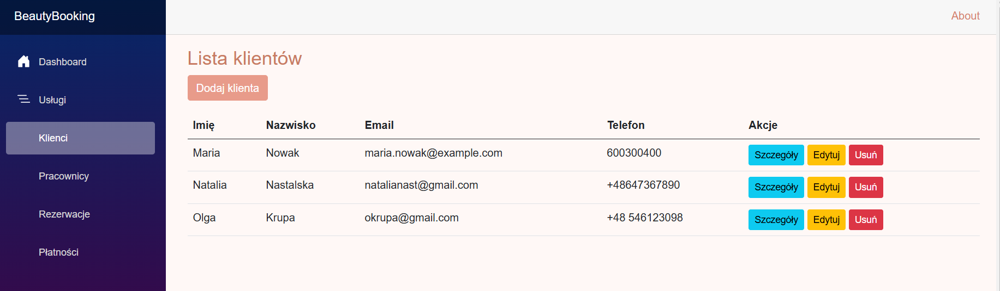 BeautyBooking
About
Dashboard
Usługi
Klienci
Pracownicy
Rezerwacje
Płatności
Lista klientów
Dodaj klienta
Imię Nazwisko Email Telefon Akcje
Maria Nowak maria.nowak@example.com 600300400 Szczegóły Edytuj Usuń
Natalia Nastalska natalianast@gmail.com +48647367890 Szczegóły Edytuj Usuń
Olga Krupa okrupa@gmail.com +48 546123098 Szczegóły Edytuj Usuń